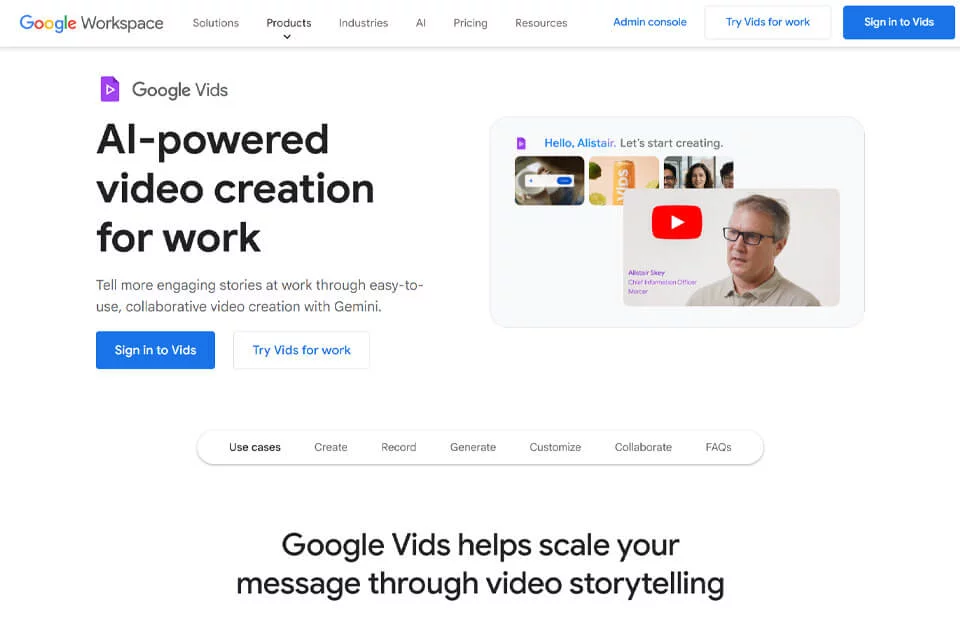 Google Workspace
Solutions
Products
Industries
AI
Pricing
Resources
Admin console
Try Vids for work
Sign in to Vids
Google Vids
AI-powered
video creation
for work
Tell more engaging stories at work through easy-to-
use, collaborative video creation with Gemini.
Sign in to Vids
Try Vids for work
Hello, Alistair. Let's start creating.
Vips
Alistair Skey
Chief Information Officer
Mercer
Use cases
Create
Record
Generate
Customize
Collaborate
FAQs
Google Vids helps scale your
message through video storytelling